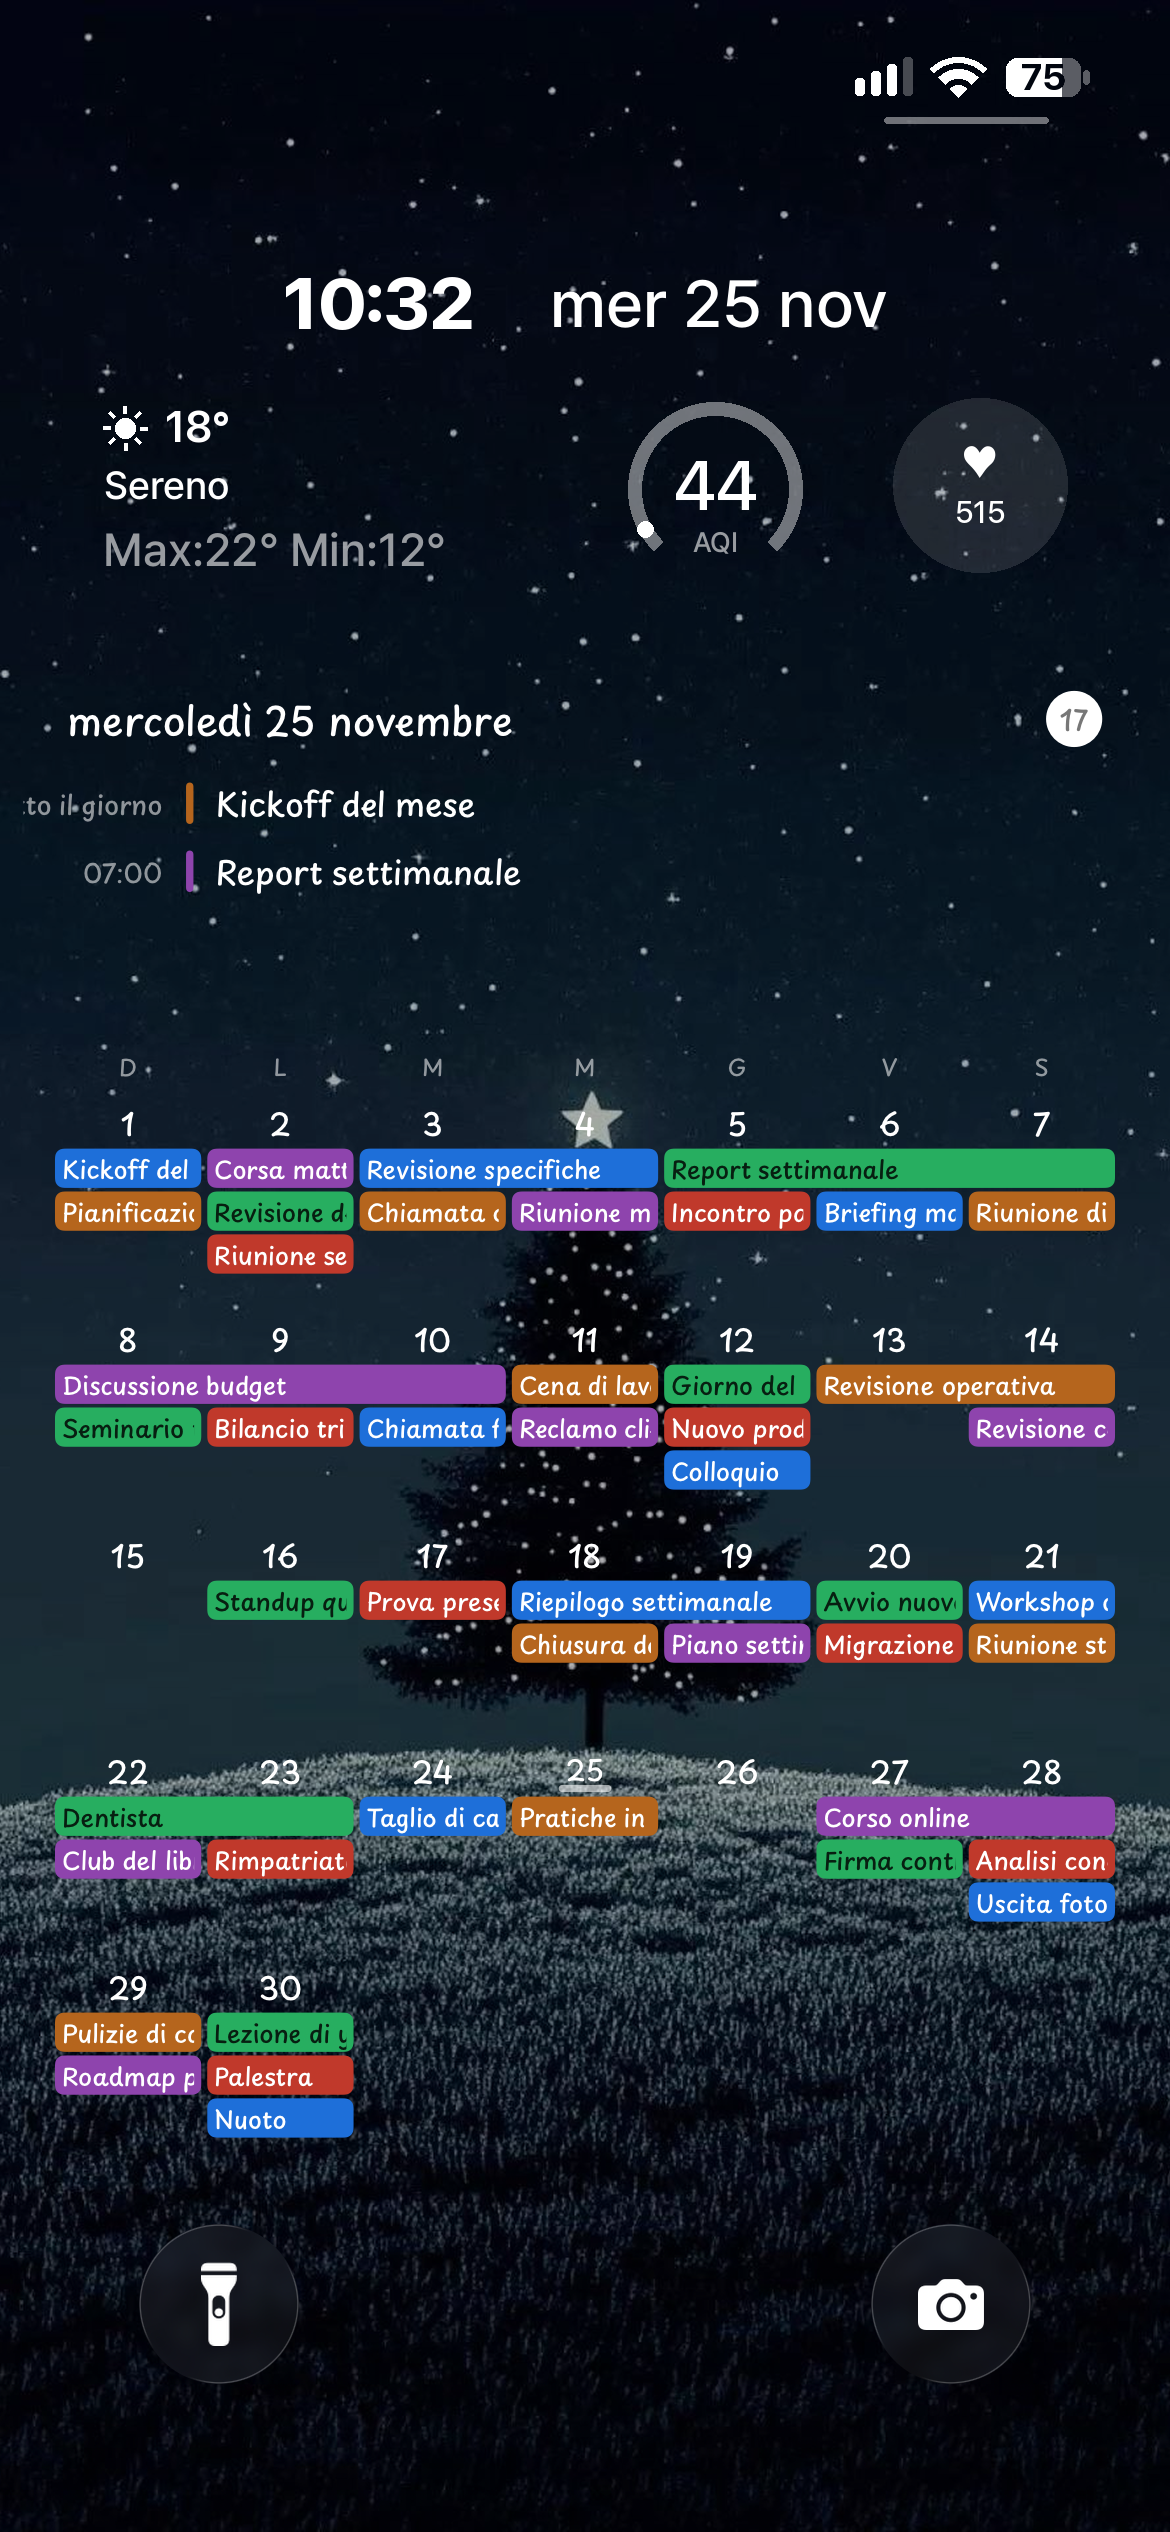 75
10:32 mer 25 nov
18°
Sereno
Max:22° Min:12°
44
AQI
515
mercoledì 25 novembre
17
to il giorno Kickoff del mese
07:00 Report settimanale
D L M M G V S
1 2 3 4 5 6 7
Kickoff del Corsa matt Revisione specifiche Report settimanale
Pianificazio Chiamata Riunione m Incontro Briefing Riunione di
Revisione d
Riunione se
8 9 10 11 12 13 14
Discussione budget Cena di lav Giorno del Revisione operativa
Seminario Bilancio tri Chiamata f Reclamo cli Nuovo prod Revisione c
Colloquio
15 16 17 18 19 20 21
Standup qu Prova prese Riepilogo settimanale Avvio nuov Workshop
Chiusura Piano settim Migrazione Riunione st
22 23 24 25 26 27 28
Dentista Taglio di ca Pratiche in Corso online
Club del lib Rimpatriat Firma cont Analisi con
Uscita foto
29 30
Pulizie di Lezione di y
Roadmap p Palestra
Nuoto